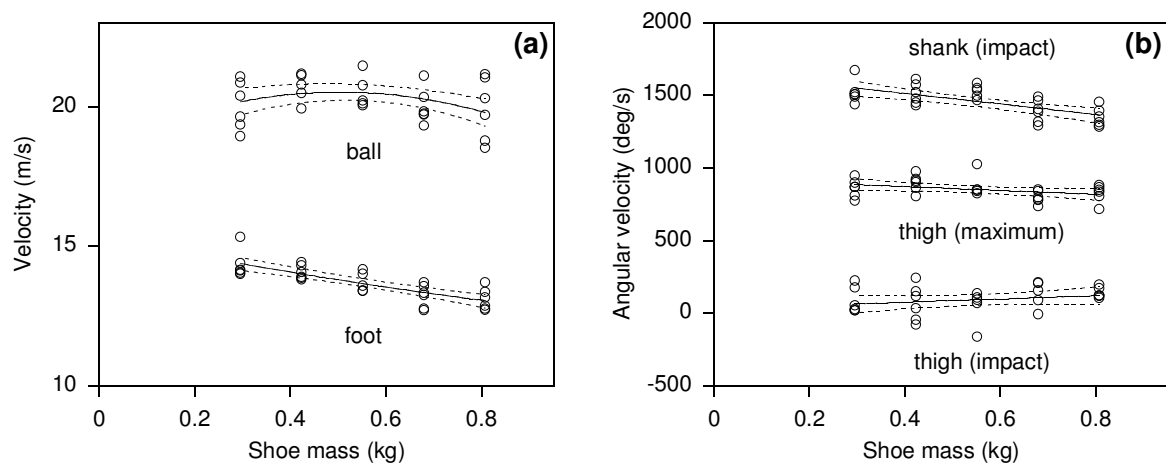 (a)
20
15
10
Velocity (m/s)
ball
foot
0
0.2
0.4
0.6
0.8
Shoe mass (kg)
(b)
2000
1500
1000
500
0
-500
Angular velocity (deg/s)
shank (impact)
thigh (maximum)
thigh (impact)
0
0.2
0.4
0.6
0.8
Shoe mass (kg)